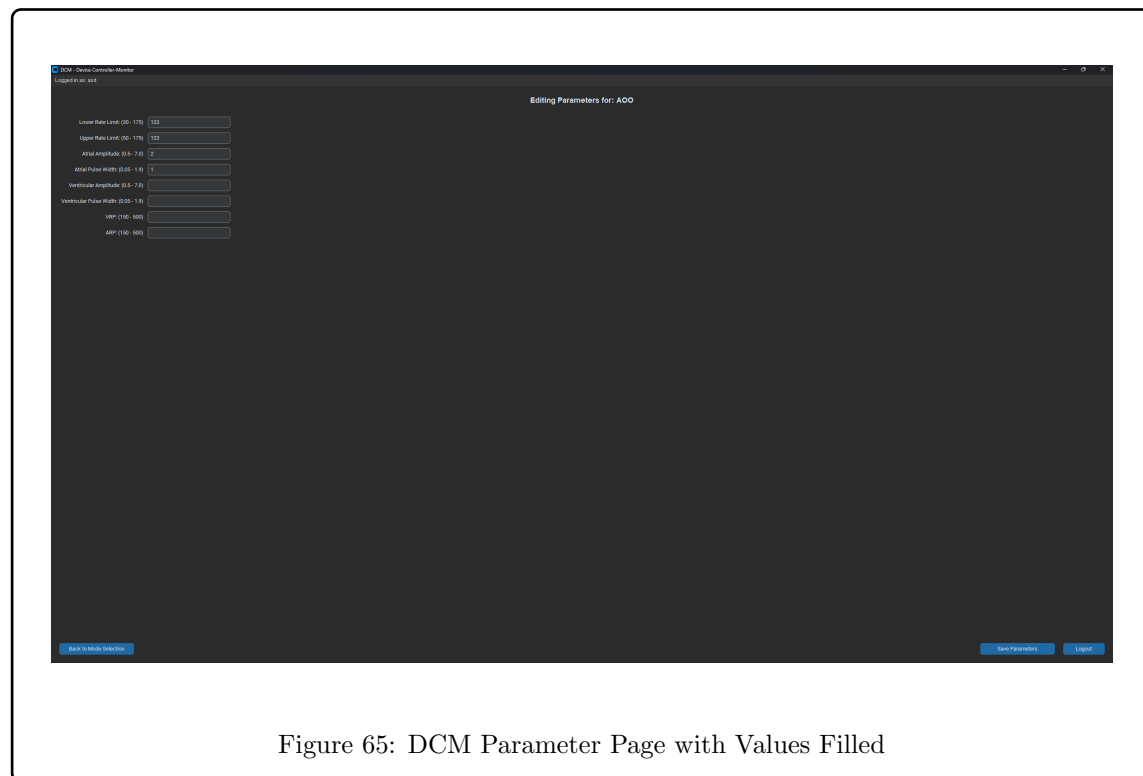 DCM - Device Controller-Monitor
Logged in as: asd
Editing Parameters for: AOO
Lower Rate Limit: (30 - 175) 123
Upper Rate Limit: (50 - 175) 123
Atrial Amplitude: (0.5 - 7.0) 2
Atrial Pulse Width: (0.05 - 1.9) 1
Ventricular Amplitude: (0.5 - 7.0)
Ventricular Pulse Width: (0.05 - 1.9)
VRP: (150 - 500)
ARP: (150 - 500)
Back to Mode Selection Save Parameters Logout
Figure 65: DCM Parameter Page with Values Filled